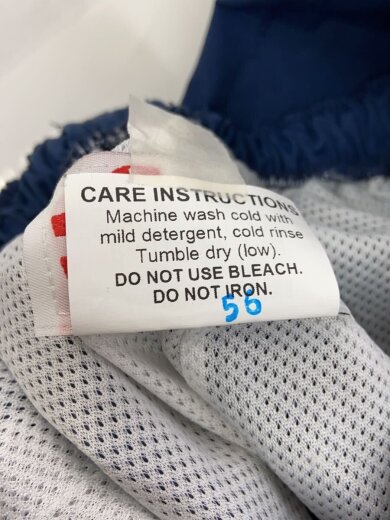 CARE INSTRUCTIONS
Machine wash cold with
mild detergent, cold rinse
Tumble dry (low).
DO NOT USE BLEACH.
DO NOT IRON.
56